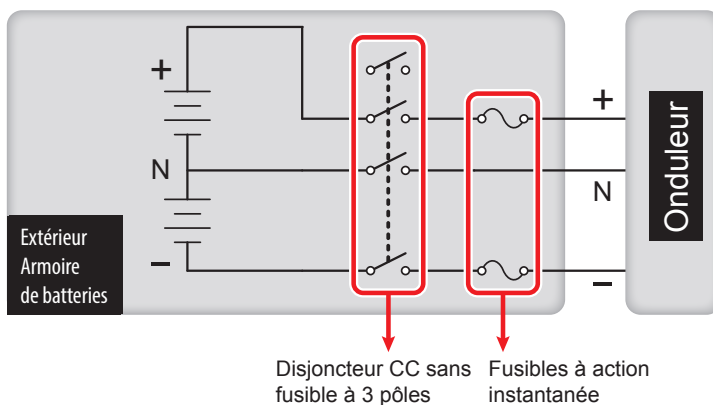 +
N
−
Extérieur
Armoire
de batteries
+
N
−
Onduleur
Disjoncteur CC sans
fusible à 3 pôles
Fusibles à action
instantanée